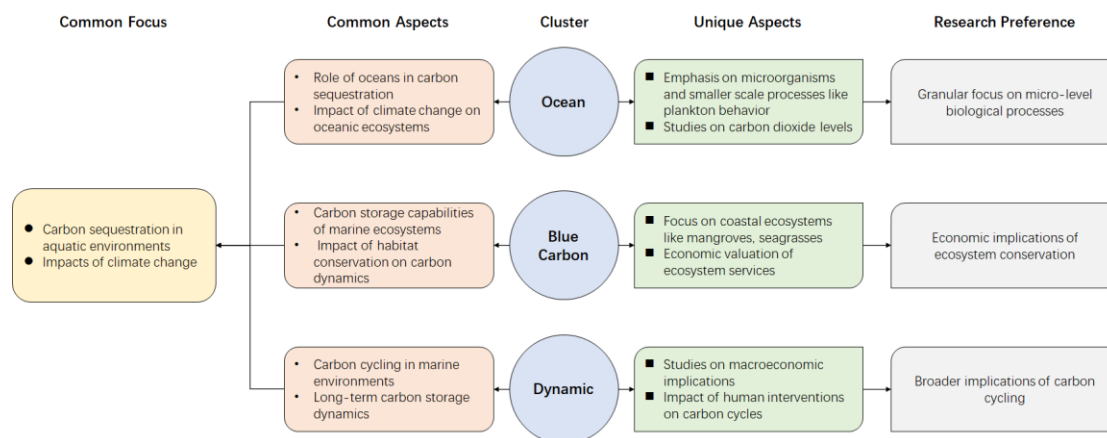 Common Focus
Common Aspects
Cluster
Unique Aspects
Research Preference
• Role of oceans in carbon
sequestration
• Impact of climate change on
oceanic ecosystems
Ocean
■ Emphasis on microorganisms
and smaller scale processes like
plankton behavior
■ Studies on carbon dioxide levels
Granular focus on micro-level
biological processes
● Carbon sequestration in
aquatic environments
● Impacts of climate change
• Carbon storage capabilities
of marine ecosystems
• Impact of habitat
conservation on carbon
dynamics
Blue
Carbon
■ Focus on coastal ecosystems
like mangroves, seagrasses
■ Economic valuation of
ecosystem services
Economic implications of
ecosystem conservation
• Carbon cycling in marine
environments
• Long-term carbon storage
dynamics
Dynamic
■ Studies on macroeconomic
implications
■ Impact of human interventions
on carbon cycles
Broader implications of carbon
cycling